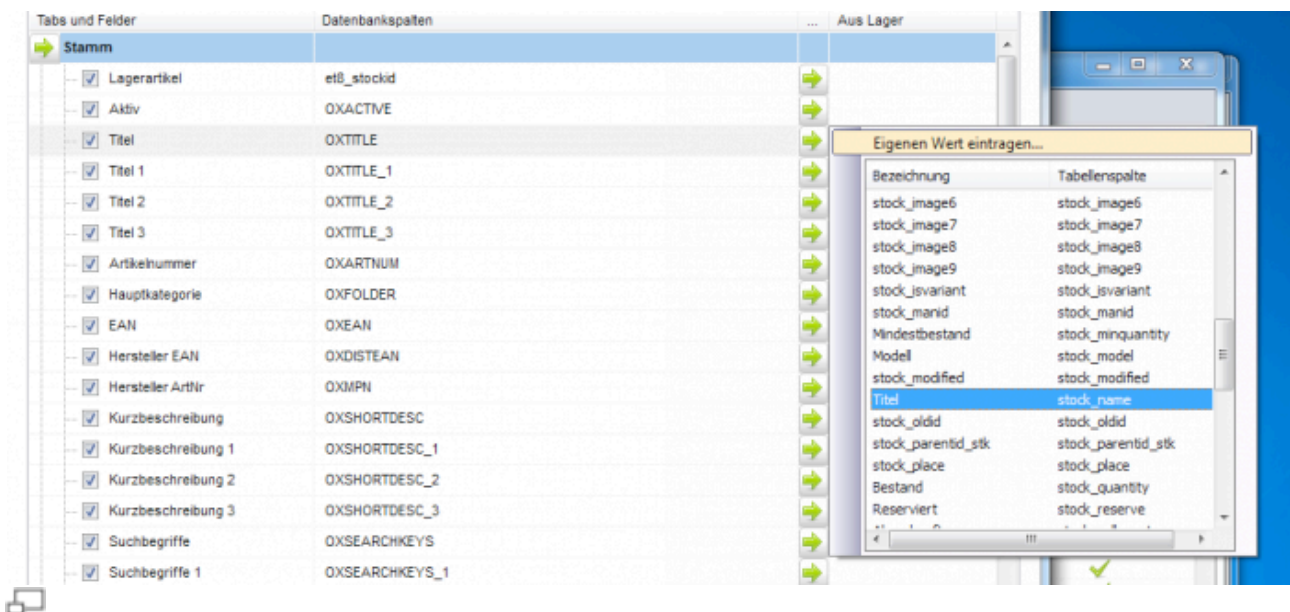 Tabs und Felder Datenbankspalten ... Aus Lager
Stamm
Lagerartikel et8_stockid
Aktiv OXACTIVE
Titel OXTITLE
Titel 1 OXTITLE_1
Titel 2 OXTITLE_2
Titel 3 OXTITLE_3
Artikelnummer OXARTNUM
Hauptkategorie OXFOLDER
EAN OXEAN
Hersteller EAN OXDISTEAN
Hersteller ArtNr OXMPN
Kurzbeschreibung OXSHORTDESC
Kurzbeschreibung 1 OXSHORTDESC_1
Kurzbeschreibung 2 OXSHORTDESC_2
Kurzbeschreibung 3 OXSHORTDESC_3
Suchbegriffe OXSEARCHKEYS
Suchbegriffe 1 OXSEARCHKEYS_1
Eigenen Wert eintragen...
Bezeichnung Tabellenspalte
stock_image6 stock_image6
stock_image7 stock_image7
stock_image8 stock_image8
stock_image9 stock_image9
stock_isvariant stock_isvariant
stock_manid stock_manid
Mindestbestand stock_minquantity
Modell stock_model
stock_modified stock_modified
Titel stock_name
stock_oldid stock_oldid
stock_parentid_stk stock_parentid_stk
stock_place stock_place
Bestand stock_quantity
Reserviert stock_reserve